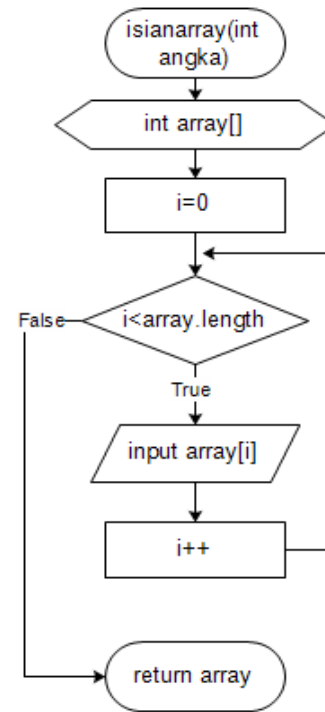 isianarray(int
angka)
int array[]
i=0
i<array.length
False
True
input array[i]
i++
return array